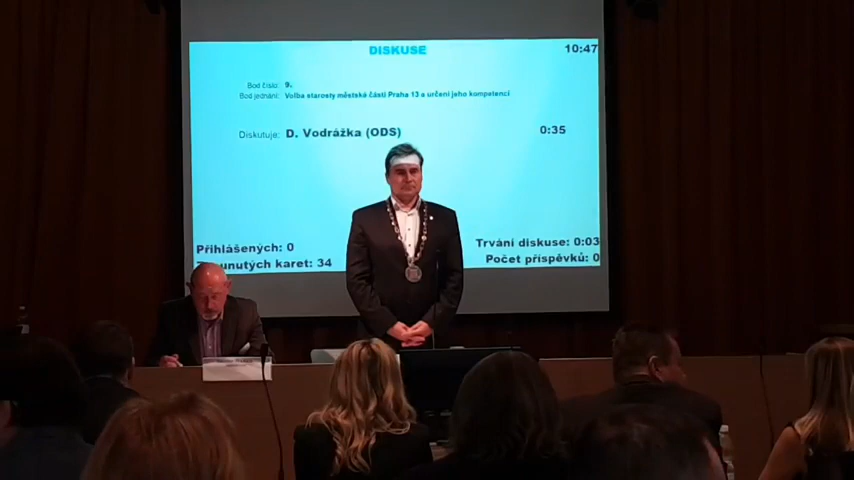 DISKUSE 10:47
Bod číslo: 9.
Bod jednání: Volba starosty městské části Praha 13 a určení jeho kompetencí
Diskutuje: D. Vodrážka (ODS) 0:35
Přihlášených: 0 Trvání diskuse: 0:03
karet: 34 Počet příspěvků: 0